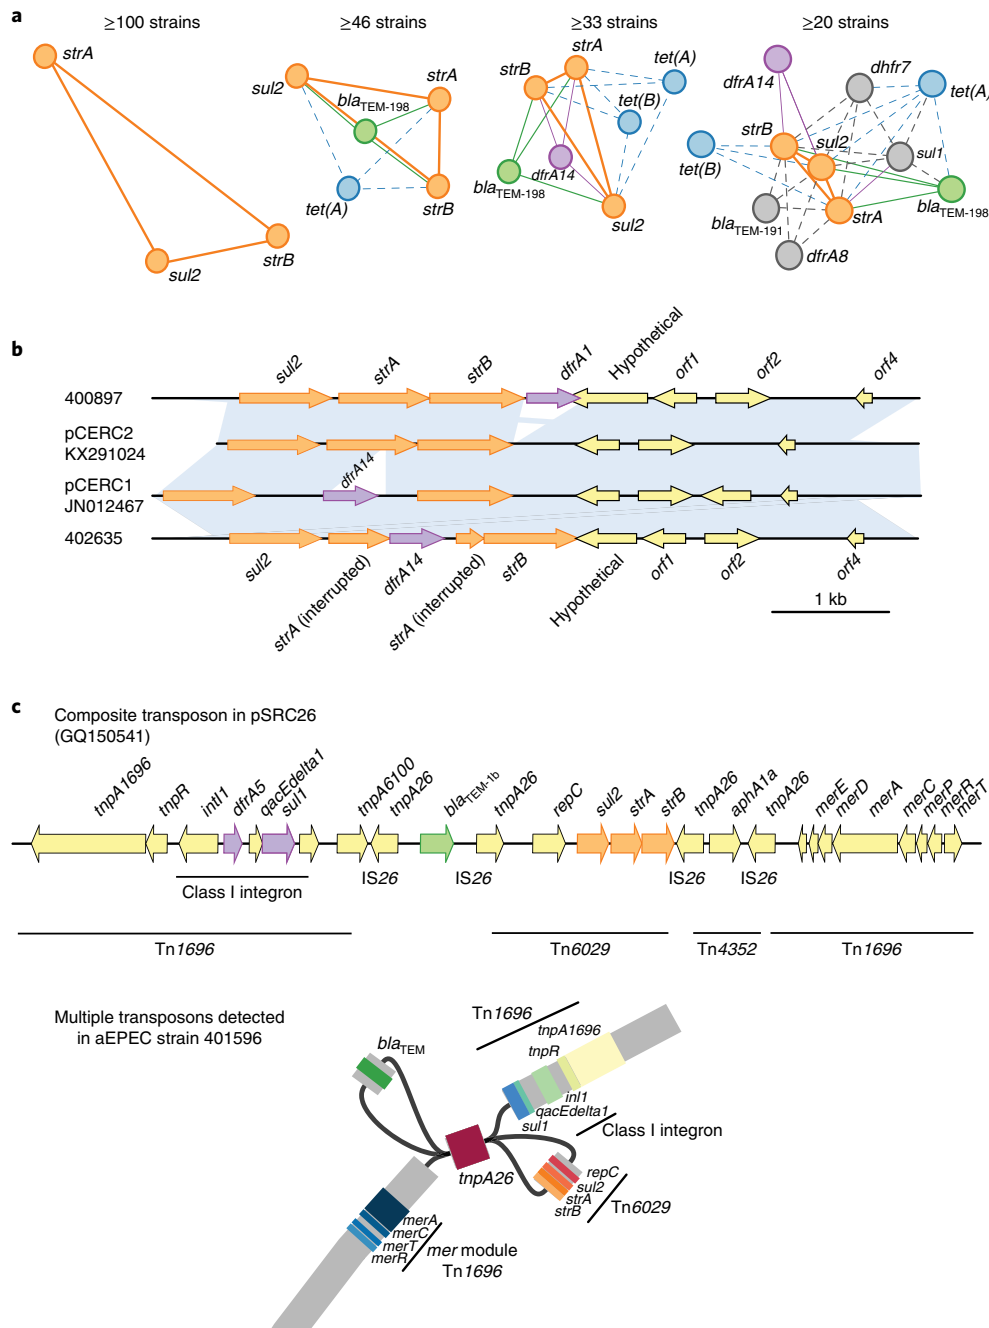 a
≥100 strains
≥46 strains
≥33 strains
≥20 strains
strA
sul2
strB
sul2
strA
blaTEM-198
tet(A)
strB
strA
strB
tet(A)
tet(B)
dfrA14
blaTEM-198
sul2
dfrA14
dhfr7
tet(A)
strB
sul2
sul1
tet(B)
blaTEM-191
strA
blaTEM-198
dfrA8
b
sul2
strA
strB
dfrA1
Hypothetical
orf1
orf2
orf4
400897
pCERC2
KX291024
dfrA14
pCERC1
JN012467
402635
sul2
strA (interrupted)
dfrA14
strA (interrupted)
strB
Hypothetical
orf1
orf2
orf4
1 kb
c
Composite transposon in pSRC26
(GQ150541)
tnpA1696
tnpR
intI1
dfrA5
qacEdelta1
sul1
tnpA6100
tnpA26
blaTEM-1b
tnpA26
repC
sul2
strA
strB
tnpA26
aphA1a
tnpA26
merE
merD
merA
merC
merP
merR
merT
Class I integron
IS26
IS26
IS26
IS26
Tn1696
Tn6029
Tn4352
Tn1696
Multiple transposons detected
in aEPEC strain 401596
blaTEM
Tn1696
tnpA1696
tnpR
inl1
qacEdelta1
sul1
Class I integron
tnpA26
repC
sul2
strA
strB
Tn6029
merA
merC
merT
merR
mer module
Tn1696